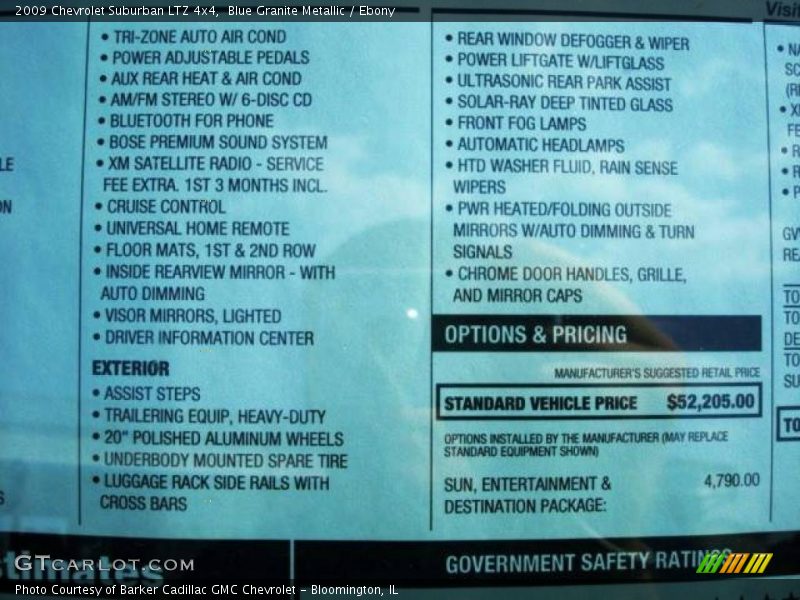 2009 Chevrolet Suburban LTZ 4x4,  Blue Granite Metallic / Ebony
• TRI-ZONE AUTO AIR COND
• POWER ADJUSTABLE PEDALS
• AUX REAR HEAT & AIR COND
• AM/FM STEREO W/ 6-DISC CD
• BLUETOOTH FOR PHONE
• BOSE PREMIUM SOUND SYSTEM
• XM SATELLITE RADIO - SERVICE
FEE EXTRA. 1ST 3 MONTHS INCL.
• CRUISE CONTROL
• UNIVERSAL HOME REMOTE
• FLOOR MATS, 1ST & 2ND ROW
• INSIDE REARVIEW MIRROR - WITH
AUTO DIMMING
• VISOR MIRRORS, LIGHTED
• DRIVER INFORMATION CENTER
EXTERIOR
• ASSIST STEPS
• TRAILERING EQUIP, HEAVY-DUTY
• 20" POLISHED ALUMINUM WHEELS
• UNDERBODY MOUNTED SPARE TIRE
• LUGGAGE RACK SIDE RAILS WITH
CROSS BARS
• REAR WINDOW DEFOGGER & WIPER
• POWER LIFTGATE W/LIFTGLASS
• ULTRASONIC REAR PARK ASSIST
• SOLAR-RAY DEEP TINTED GLASS
• FRONT FOG LAMPS
• AUTOMATIC HEADLAMPS
• HTD WASHER FLUID, RAIN SENSE
WIPERS
• PWR HEATED/FOLDING OUTSIDE
MIRRORS W/AUTO DIMMING & TURN
SIGNALS
• CHROME DOOR HANDLES, GRILLE,
AND MIRROR CAPS
OPTIONS & PRICING
MANUFACTURER'S SUGGESTED RETAIL PRICE
STANDARD VEHICLE PRICE $52,205.00
OPTIONS INSTALLED BY THE MANUFACTURER (MAY REPLACE
STANDARD EQUIPMENT SHOWN)
SUN, ENTERTAINMENT & 4,790.00
DESTINATION PACKAGE:
GOVERNMENT SAFETY RATINGS
GTCARLOT.COM
Photo Courtesy of Barker Cadillac GMC Chevrolet - Bloomington, IL